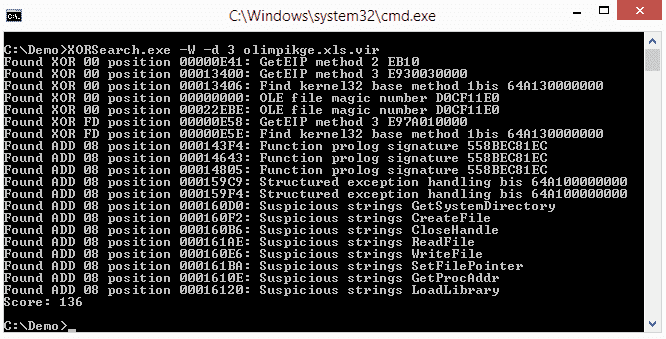 C:\Windows\system32\cmd.exe
C:\Demo>XORSearch.exe -W -d 3 olimpikge.xls.vir
Found XOR 00 position 00000E41: GetEIP method 2 EB10
Found XOR 00 position 00013400: GetEIP method 3 E930030000
Found XOR 00 position 00013406: Find kernel32 base method 1bis 64A130000000
Found XOR 00 position 00000000: OLE file magic number D0CF11E0
Found XOR 00 position 00022EBE: OLE file magic number D0CF11E0
Found XOR FD position 00000E58: GetEIP method 3 E97A010000
Found XOR FD position 00000E5E: Find kernel32 base method 1bis 64A130000000
Found ADD 08 position 000143F4: Function prolog signature 558BEC81EC
Found ADD 08 position 00014643: Function prolog signature 558BEC81EC
Found ADD 08 position 00014805: Function prolog signature 558BEC81EC
Found ADD 08 position 000159C9: Structured exception handling bis 64A100000000
Found ADD 08 position 000159F4: Structured exception handling bis 64A100000000
Found ADD 08 position 000160D0: Suspicious strings GetSystemDirectory
Found ADD 08 position 000160F2: Suspicious strings CreateFile
Found ADD 08 position 000160B6: Suspicious strings CloseHandle
Found ADD 08 position 000161AE: Suspicious strings ReadFile
Found ADD 08 position 000160E6: Suspicious strings WriteFile
Found ADD 08 position 000161BA: Suspicious strings SetFilePointer
Found ADD 08 position 0001610E: Suspicious strings GetProcAddr
Found ADD 08 position 00016120: Suspicious strings LoadLibrary
Score: 136
C:\Demo>_